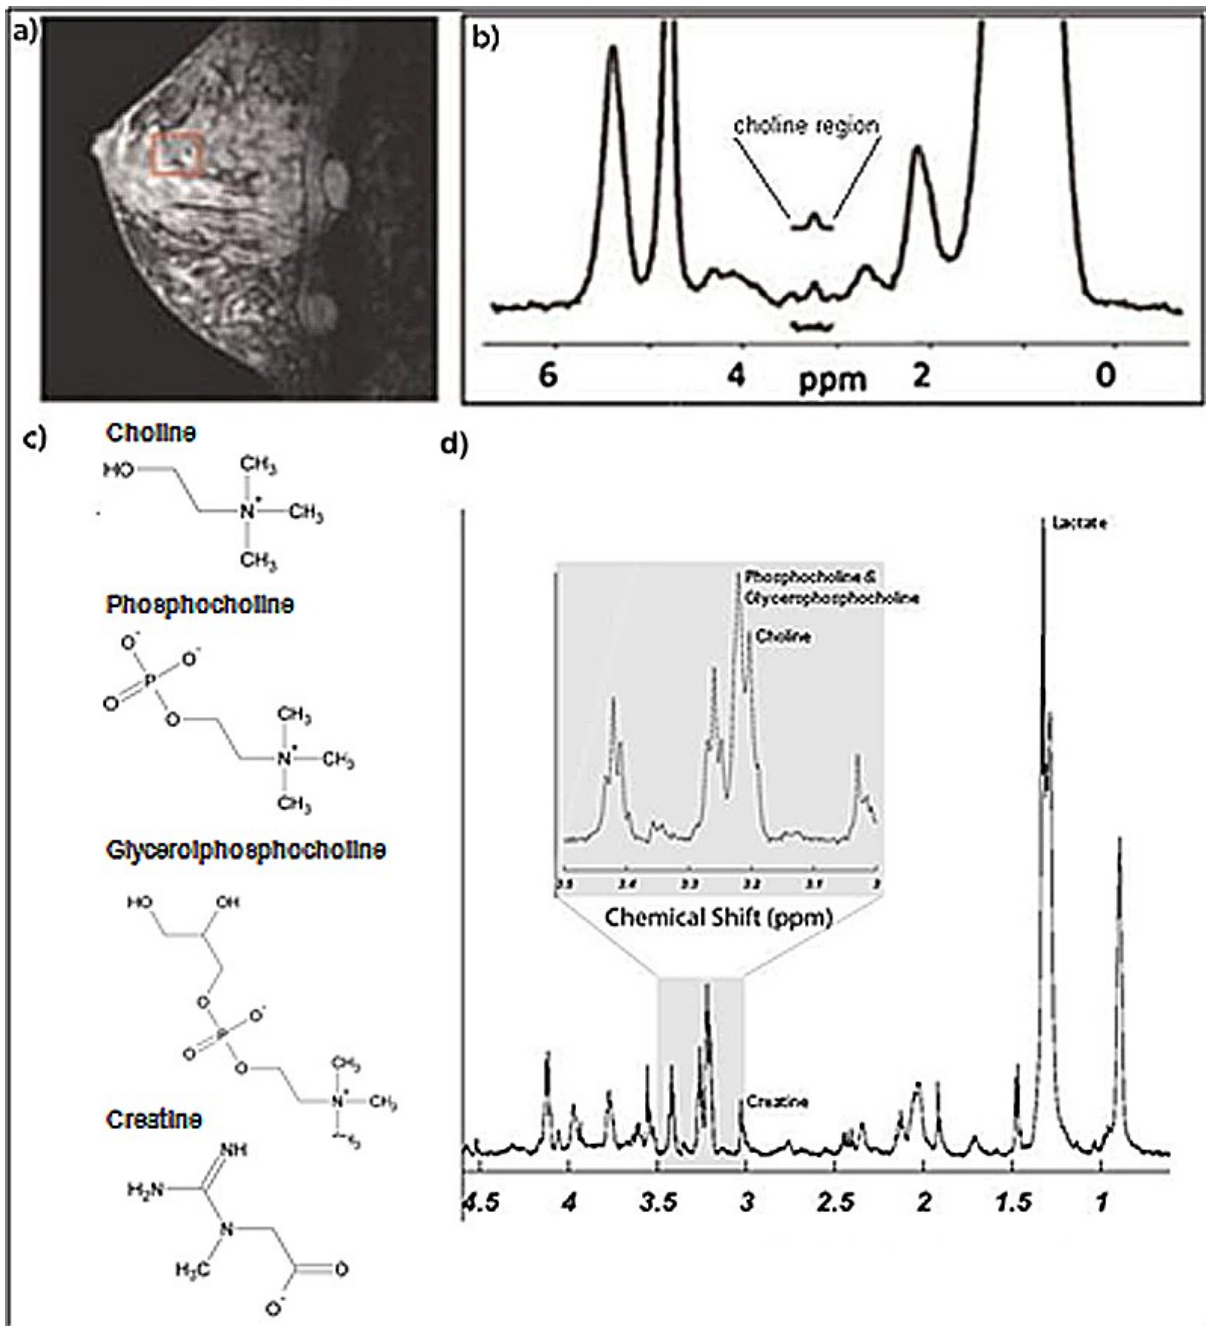 a)
b)
choline region
6
4
ppm
2
0
c)
Choline
HO
CH3
N+
CH3
CH3
Phosphocholine
O-
O-
P
O
O
CH3
N+
CH3
CH3
Glycerolphosphocholine
HO
OH
O
O-
P
O
O
CH3
N+
CH3
Creatine
NH
H2N
N
H3C
O
O-
d)
Lactate
Phosphocholine &
Glycerophosphocholine
Choline
3.5 3.4 3.3 3.2 3.1 3
Chemical Shift (ppm)
Creatine
4.5 4 3.5 3 2.5 2 1.5 1